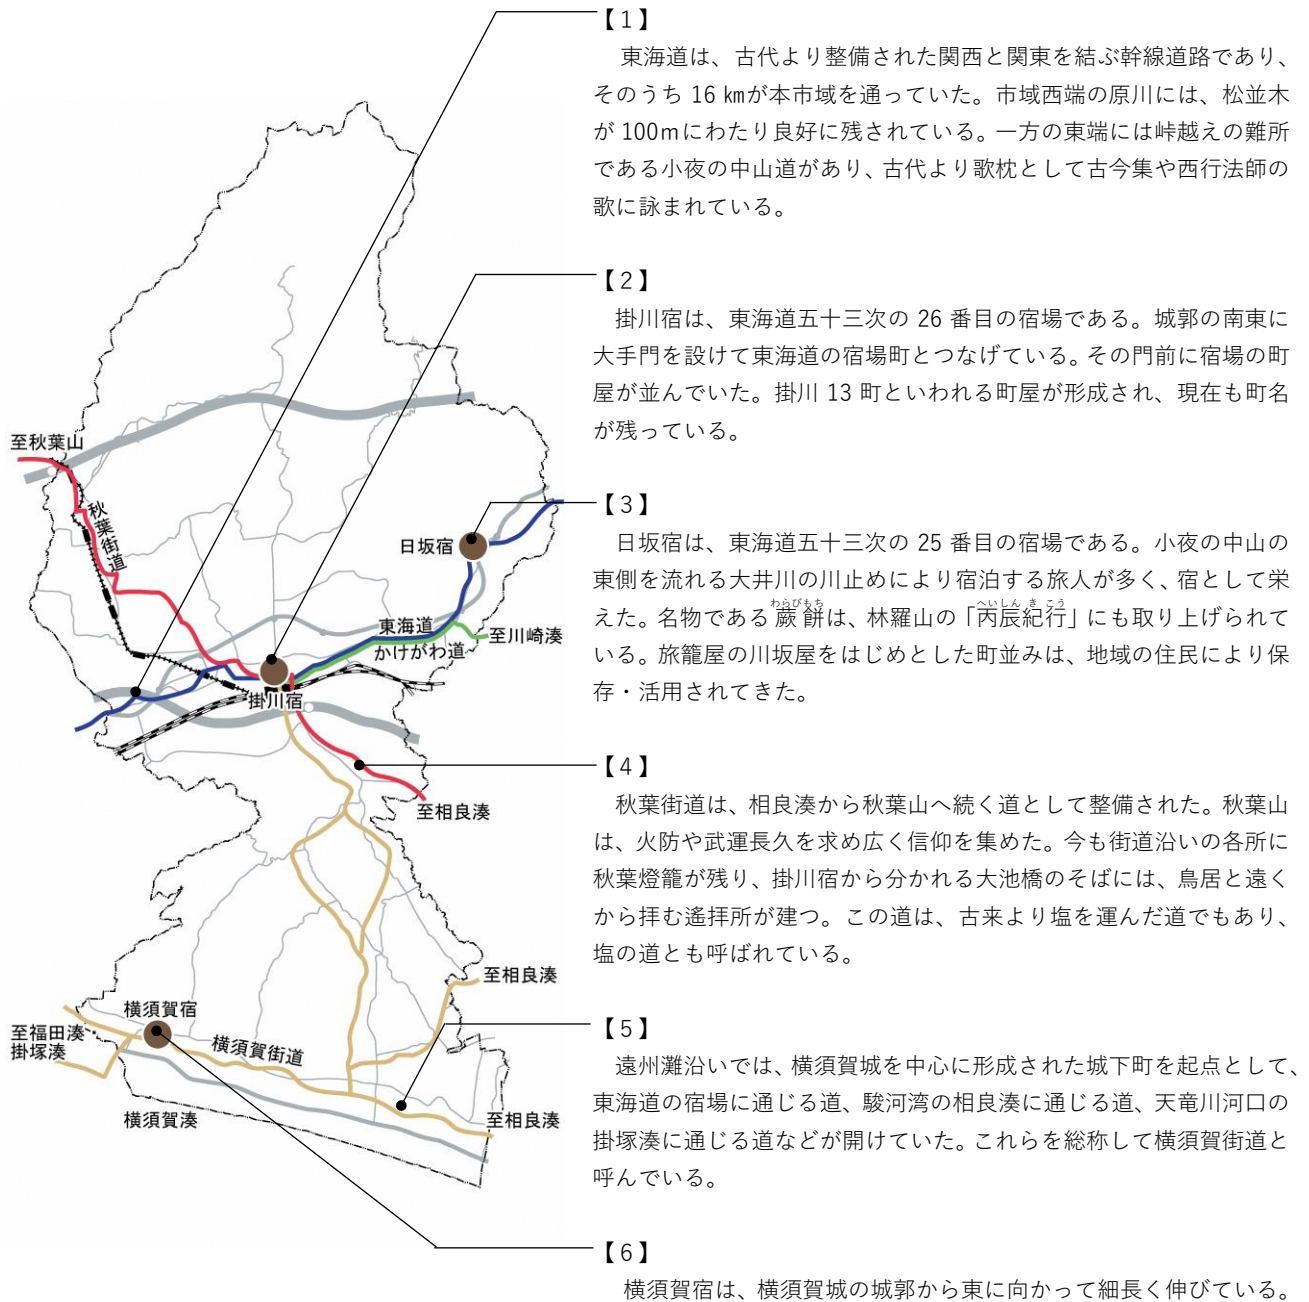 【1】
東海道は、古代より整備された関西と関東を結ぶ幹線道路であり、
そのうち 16 ㎞が本市域を通っていた。市域西端の原川には、松並木
が 100ｍにわたり良好に残されている。一方の東端には峠越えの難所
である小夜の中山道があり、古代より歌枕として古今集や西行法師の
歌に詠まれている。
【2】
掛川宿は、東海道五十三次の 26 番目の宿場である。城郭の南東に
大手門を設けて東海道の宿場町とつなげている。その門前に宿場の町
屋が並んでいた。掛川 13 町といわれる町屋が形成され、現在も町名
が残っている。
【3】
日坂宿は、東海道五十三次の 25 番目の宿場である。小夜の中山の
東側を流れる大井川の川止めにより宿泊する旅人が多く、宿として栄
わらびもち へいしんきこう
えた。名物である蕨餅は、林羅山の「丙辰紀行」にも取り上げられて
いる。旅籠屋の川坂屋をはじめとした町並みは、地域の住民により保
存・活用されてきた。
【4】
秋葉街道は、相良湊から秋葉山へ続く道として整備された。秋葉山
は、火防や武運長久を求め広く信仰を集めた。今も街道沿いの各所に
秋葉燈籠が残り、掛川宿から分かれる大池橋のそばには、鳥居と遠く
から拝む遙拝所が建つ。この道は、古来より塩を運んだ道でもあり、
塩の道とも呼ばれている。
【5】
遠州灘沿いでは、横須賀城を中心に形成された城下町を起点として、
東海道の宿場に通じる道、駿河湾の相良湊に通じる道、天竜川河口の
掛塚湊に通じる道などが開けていた。これらを総称して横須賀街道と
呼んでいる。
【6】
横須賀宿は、横須賀城の城郭から東に向かって細長く伸びている。
至秋葉山
秋葉街道
日坂宿
東海道
かけがわ道
至川崎湊
掛川宿
至相良湊
至相良湊
横須賀宿
至福田湊・
掛塚湊
横須賀街道
横須賀湊
至相良湊